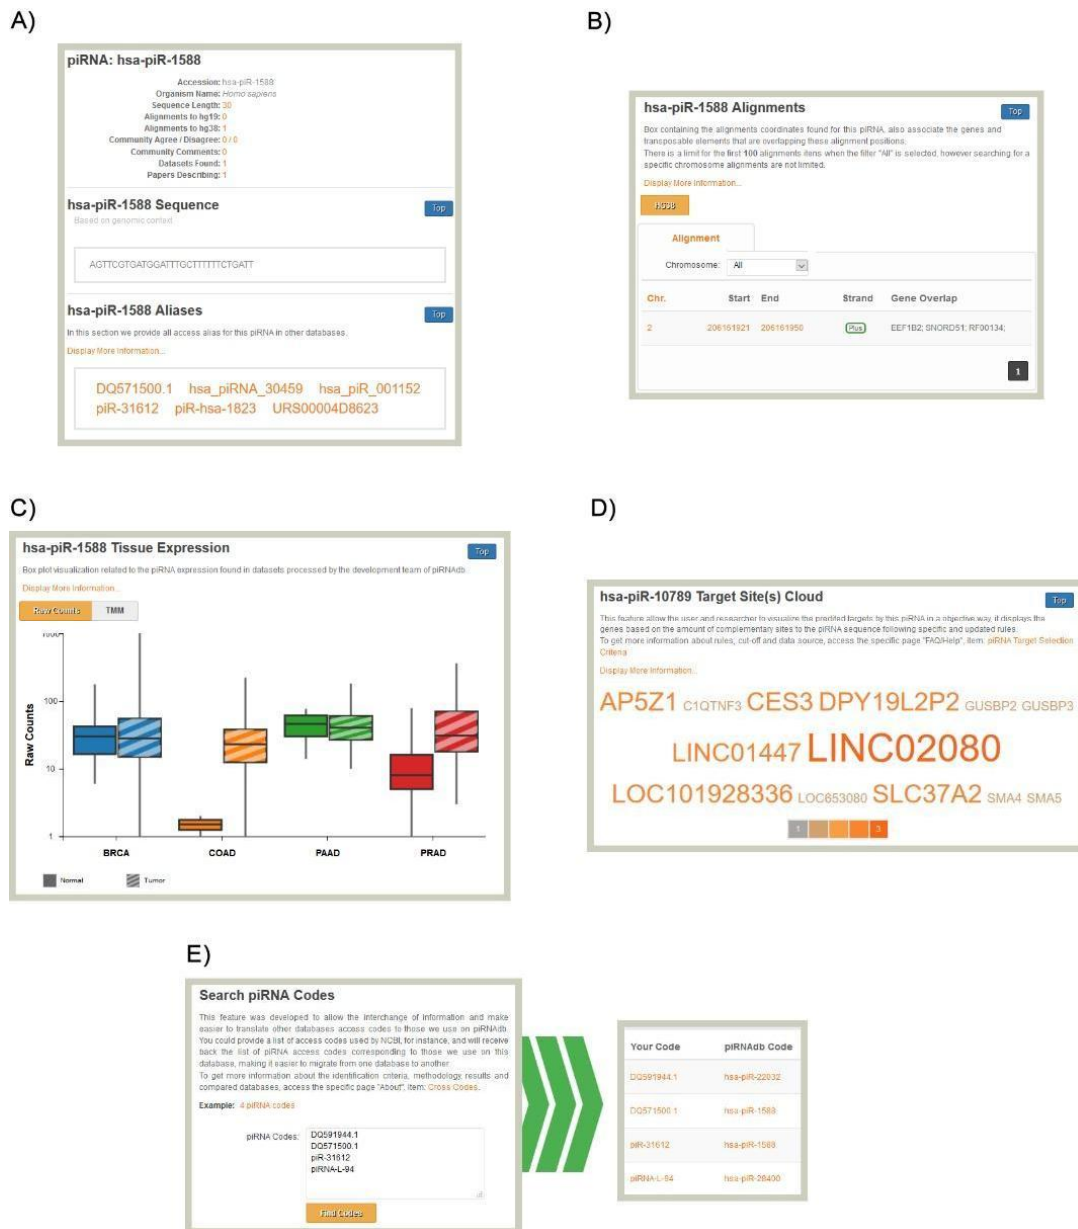 A)
piRNA: hsa-piR-1588
Accession: hsa-piR-1588
Organism Name: Homo sapiens
Sequence Length: 30
Alignments to hg19: 0
Alignments to hg38: 1
Community Agree / Disagree: 0 / 0
Community Comments: 0
Datasets Found: 1
Papers Describing: 1
hsa-piR-1588 Sequence
Top
Based on genomic context
AGTTCGTGATGGATTTGCTTTTTTCTGATT
hsa-piR-1588 Aliases
Top
In this section we provide all access alias for this piRNA in other databases.
Display More Information...
DQ571500.1 hsa_piRNA_30459 hsa_piR_001152
piR-31612 piR-hsa-1823 URS00004D8623
B)
hsa-piR-1588 Alignments
Top
Box containing the alignments coordinates found for this piRNA, also associate the genes and
transposable elements that are overlapping these alignment positions.
There is a limit for the first 100 alignments itens when the filter "All" is selected, however searching for a
specific chromosome alignments are not limited.
Display More Information...
HG38
Alignment
Chromosome: All
Chr. Start End Strand Gene Overlap
2 206161921 206161950 Plus EEF1B2; SNORD51; RF00134;
1
C)
hsa-piR-1588 Tissue Expression
Top
Box plot visualization related to the piRNA expression found in datasets processed by the development team of piRNAdb.
Display More Information...
Raw Counts TMM
1000
100
10
1
Raw Counts
BRCA COAD PAAD PRAD
Normal Tumor
D)
hsa-piR-10789 Target Site(s) Cloud
Top
This feature allow the user and researcher to visualize the predited targets by this piRNA in a objective way, it displays the
genes based on the amount of complementary sites to the piRNA sequence following specific and updated rules.
To get more information about rules, cut-off and data source, access the specific page "FAQ/Help", item: piRNA Target Selection
Criteria
Display More Information...
AP5Z1 C1QTNF3 CES3 DPY19L2P2 GUSBP2 GUSBP3
LINC01447 LINC02080
LOC101928336 LOC653080 SLC37A2 SMA4 SMA5
1 3
E)
Search piRNA Codes
This feature was developed to allow the interchange of information and make
easier to translate other databases access codes to those we use on piRNAdb.
You could provide a list of access codes used by NCBI, for instance, and will receive
back the list of piRNA access codes corresponding to those we use on this
database, making it easier to migrate from one database to another.
To get more information about the identification criteria, methodology, results and
compared databases, access the specific page "About", item: Cross Codes.
Example: 4 piRNA codes
piRNA Codes:
DQ591944.1
DQ571500.1
piR-31612
piRNA-L-94
Find Codes
Your Code piRNAdb Code
DQ591944.1 hsa-piR-22032
DQ571500.1 hsa-piR-1588
piR-31612 hsa-piR-1588
piRNA-L-94 hsa-piR-28400